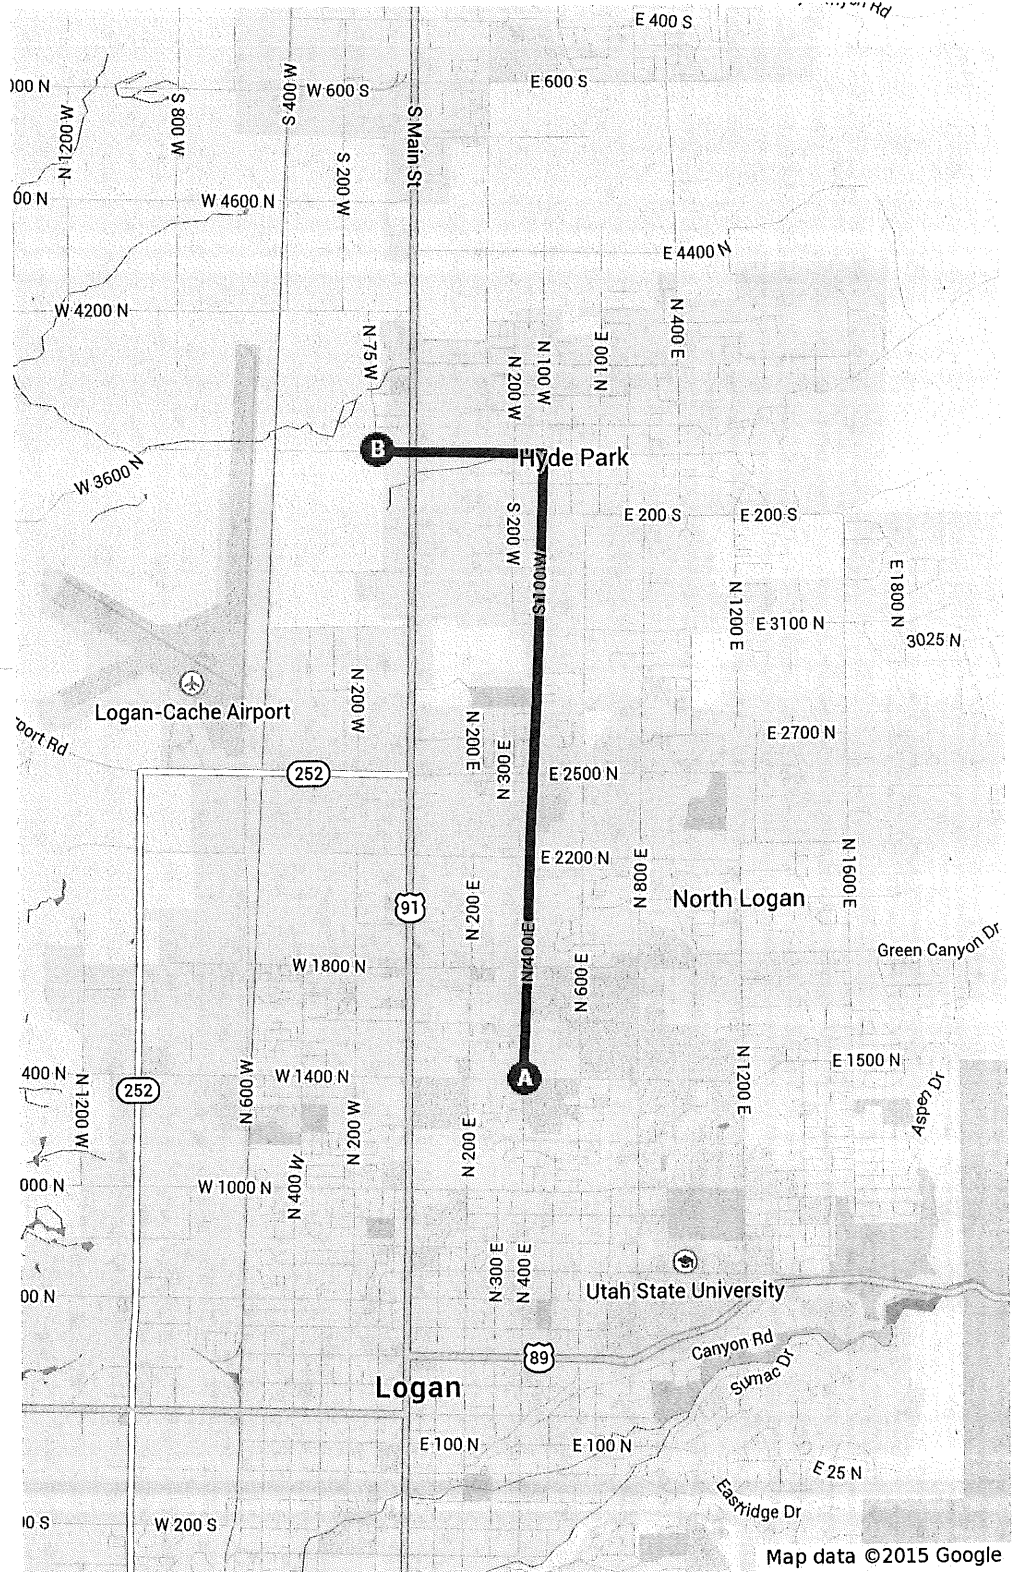 E 400 S
000 N
S 400 W
W 600 S
E 600 S
N 1200 W
S 800 W
S Main St
S 200 W
00 N
W 4600 N
E 4400 N
W 4200 N
N 400 E
N 75 W
N 100 E
N 100 W
N 200 W
B
Hyde Park
W 3600 N
S 200 W
E 200 S
E 200 S
S 100 W
E 1800 N
N 1200 E
E 3100 N
3025 N
N 200 W
Logan-Cache Airport
port Rd
N 200 E
N 300 E
E 2700 N
252
E 2500 N
E 2200 N
N 800 E
N 1600 E
91
N 200 E
North Logan
N 400 E
Green Canyon Dr
W 1800 N
N 600 E
400 N
252
W 1200 N
N 600 W
W 1400 N
N 200 W
A
N 1200 E
E 1500 N
Aspen Dr
N 200 E
000 N
W 1000 N
N 400 W
N 300 E
N 400 E
Utah State University
00 N
89
Canyon Rd
Sumac Dr
Logan
E 100 N
E 100 N
E 25 N
Eastridge Dr
00 S
W 200 S
Map data ©2015 Google